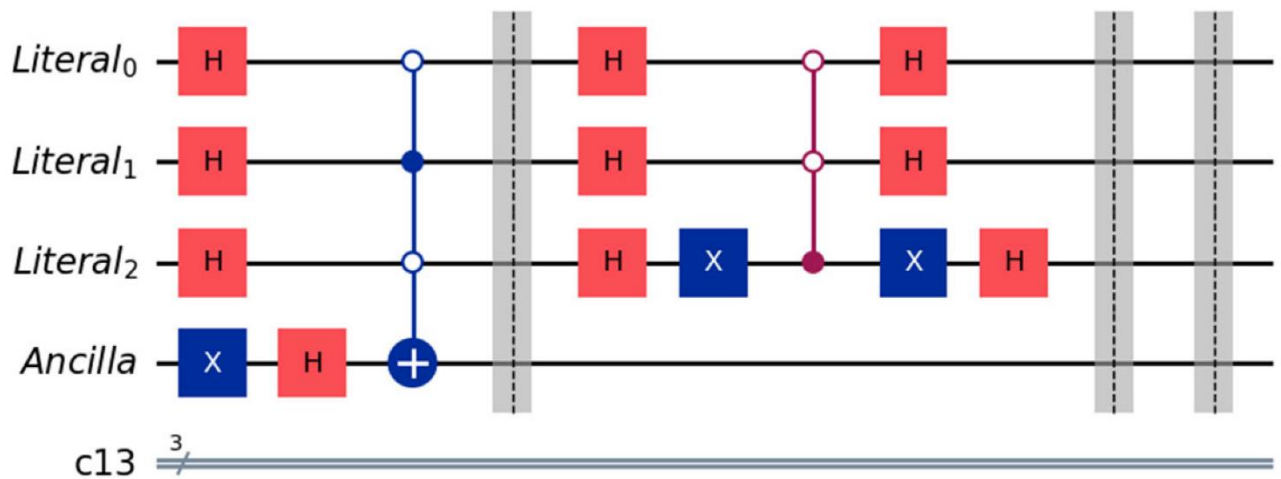 Literal0 H H H
Literal1 H H H
Literal2 H H X X H
Ancilla X H +
3
c13